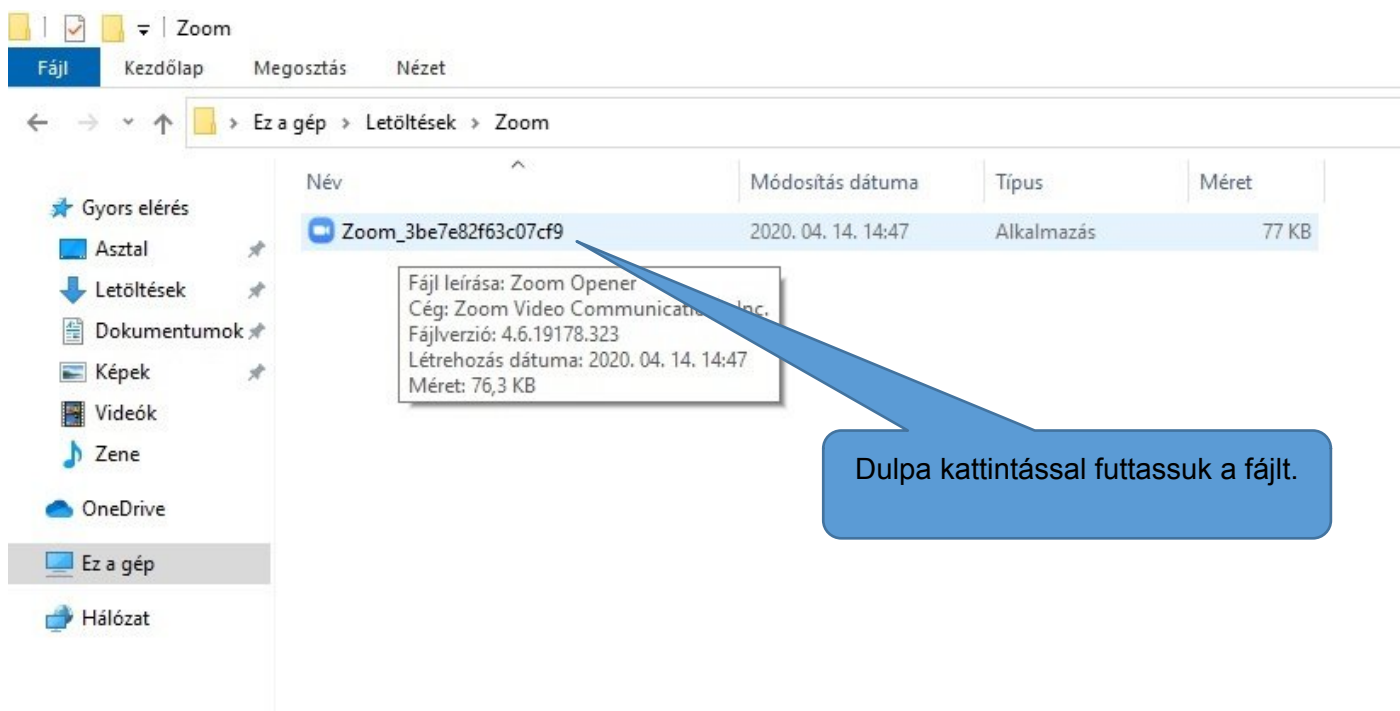 Zoom
Fájl Kezdőlap Megosztás Nézet
Ez a gép > Letöltések > Zoom
Név Módosítás dátuma Típus Méret
Gyors elérés
Zoom_3be7e82f63c07cf9 2020. 04. 14. 14:47 Alkalmazás 77 KB
Asztal
Letöltések
Dokumentumok
Képek
Videók
Zene
OneDrive
Ez a gép
Hálózat
Fájl leírása: Zoom Opener
Cég: Zoom Video Inc.
Fájlverzió: 4.6.19178.323
Létrehozás dátuma: 2020. 04. 14. 14:47
Méret: 76,3 KB
Dulpa kattintással futtassuk a fájlt.